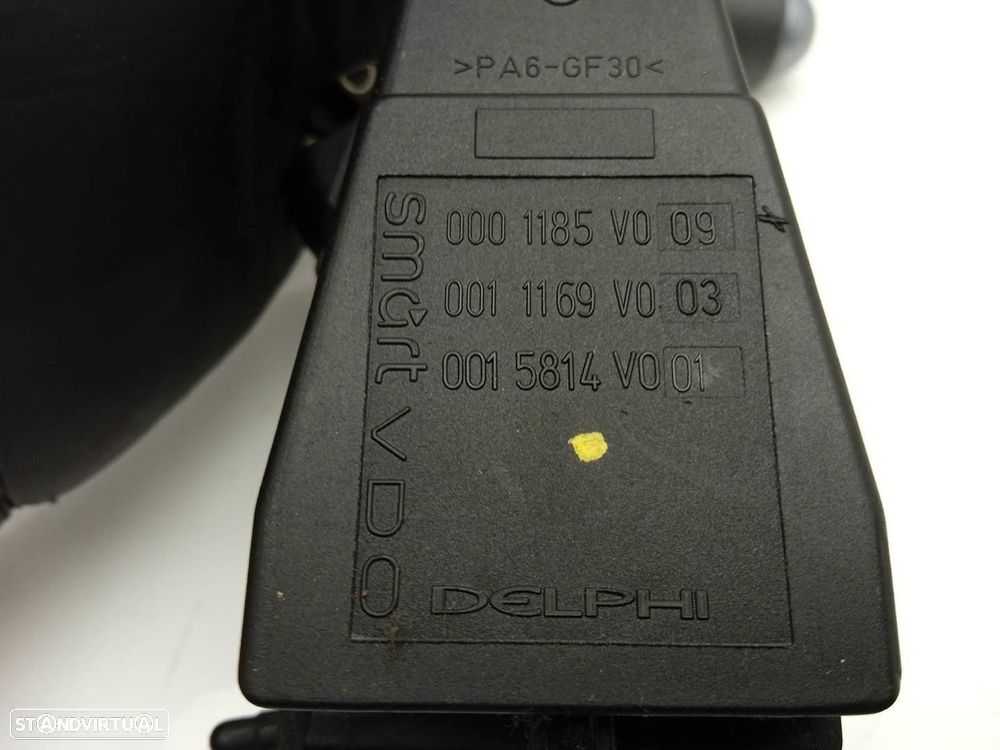 >PA6-GF30<
smart VDO
000 1185 V0 09
001 1169 V0 03
001 5814 V0 01
DELPHI
STANDVIRTUAL